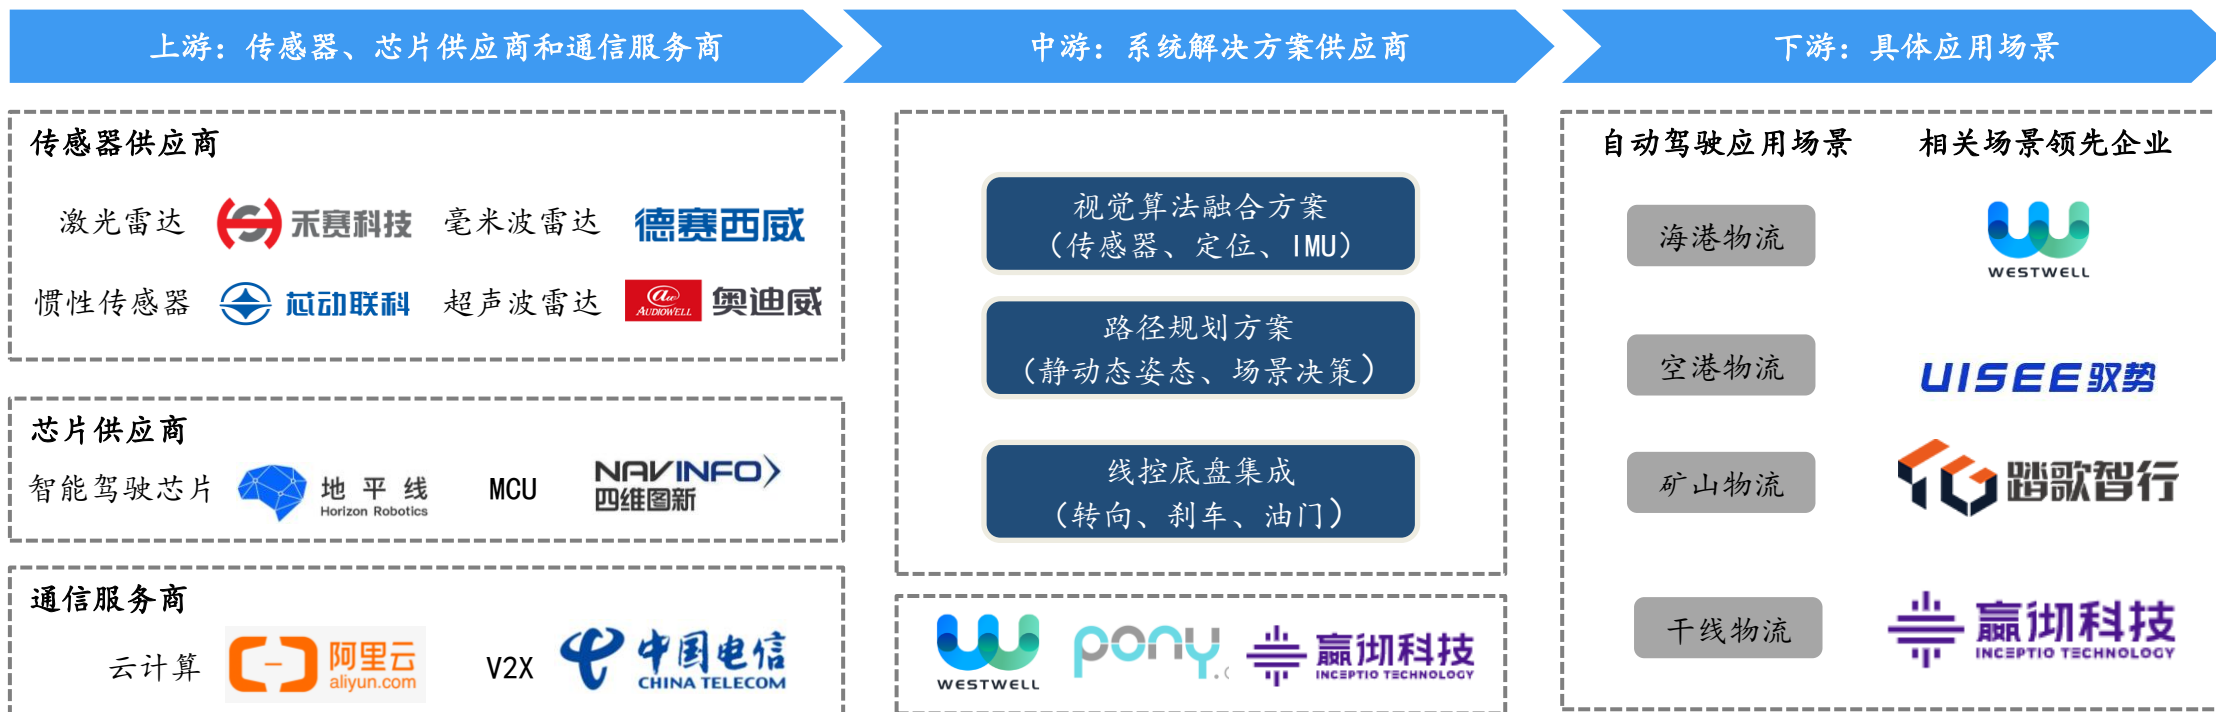 上游：传感器、芯片供应商和通信服务商
中游：系统解决方案供应商
下游：具体应用场景
传感器供应商
激光雷达
禾赛科技
毫米波雷达
德赛西威
惯性传感器
芯动联科
超声波雷达
AUDIOWELL
奥迪威
芯片供应商
智能驾驶芯片
地平线
Horizon Robotics
MCU
NAVINFO
四维图新
通信服务商
云计算
阿里云
aliyun.com
V2X
中国电信
CHINA TELECOM
视觉算法融合方案
（传感器、定位、IMU）
路径规划方案
（静动态姿态、场景决策）
线控底盘集成
（转向、刹车、油门）
WESTWELL
pony.
嬴彻科技
INCEPTIO TECHNOLOGY
自动驾驶应用场景
相关场景领先企业
海港物流
WESTWELL
空港物流
UISEE驭势
矿山物流
踏歌智行
干线物流
嬴彻科技
INCEPTIO TECHNOLOGY